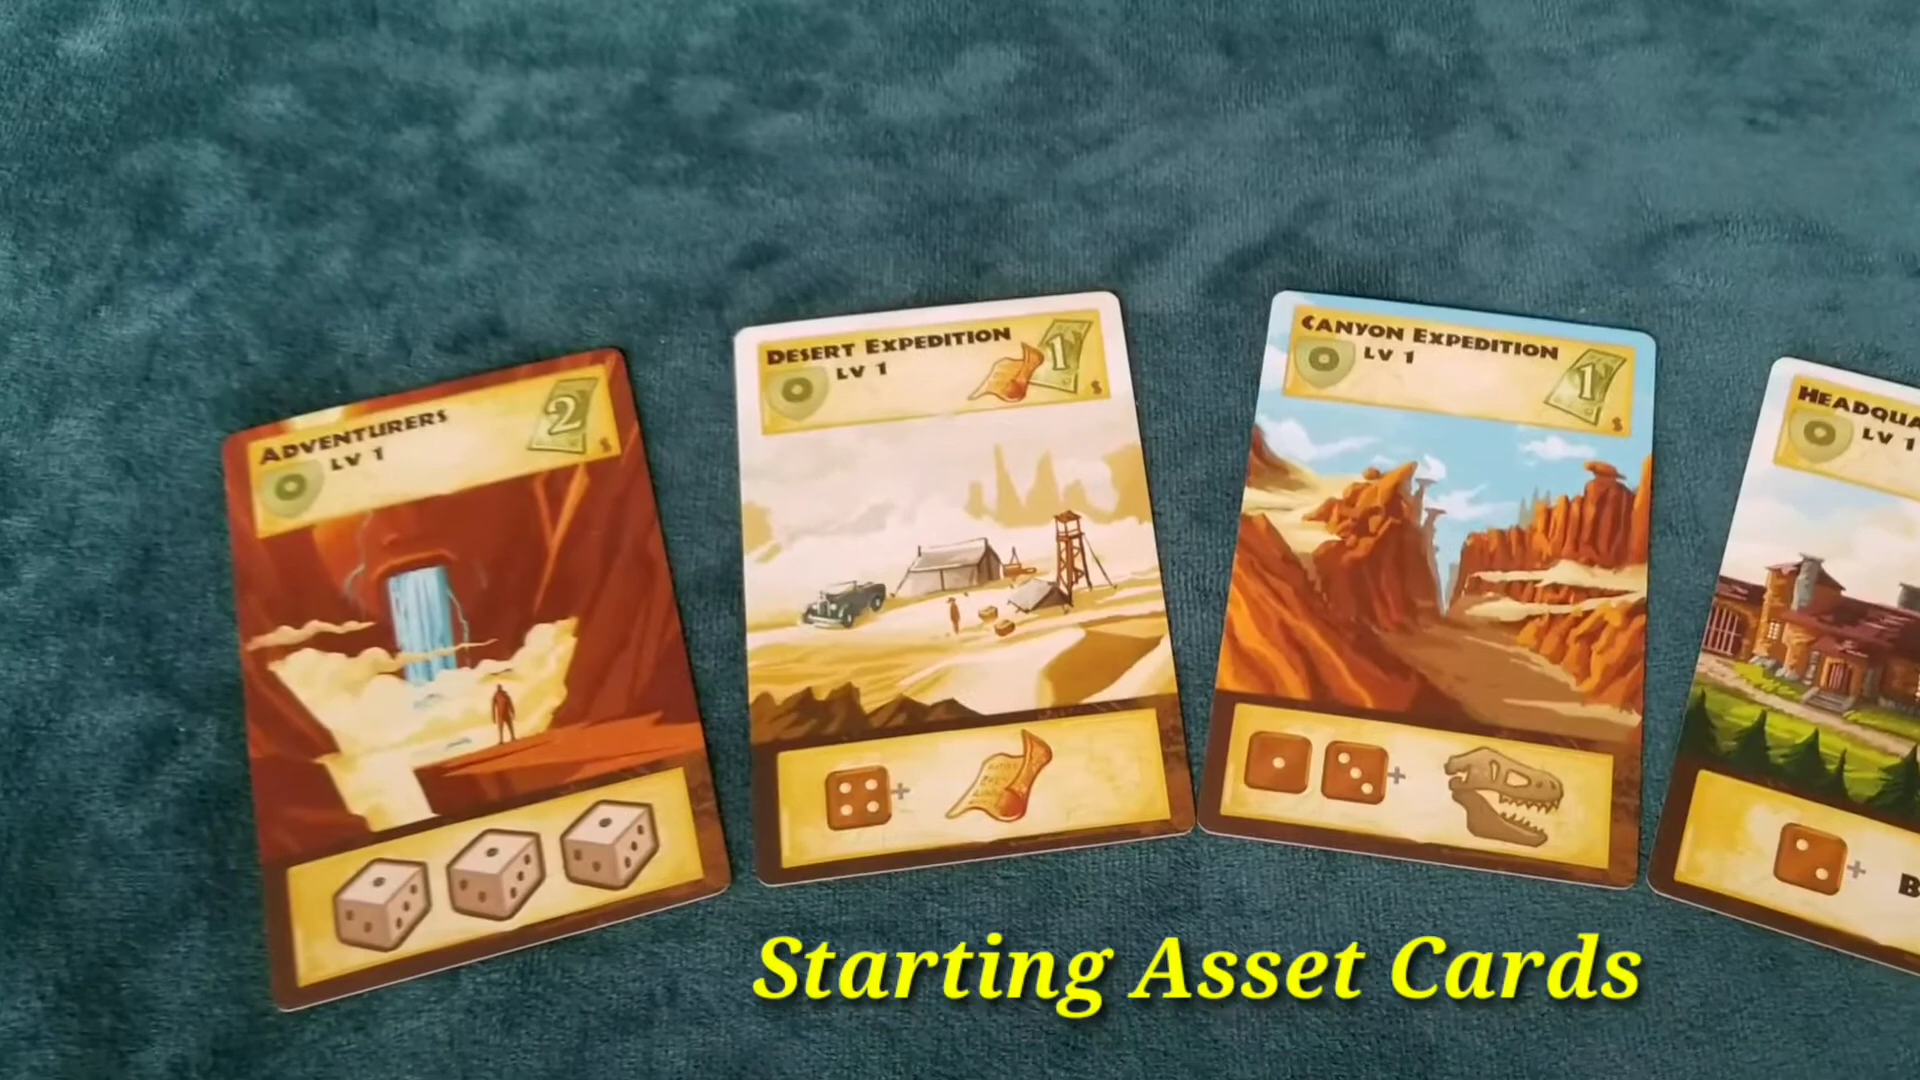 ADVENTURERS
LV 1
2
$
DESERT EXPEDITION
LV 1
1
$
CANYON EXPEDITION
LV 1
1
$
LV 1
Starting Asset Cards